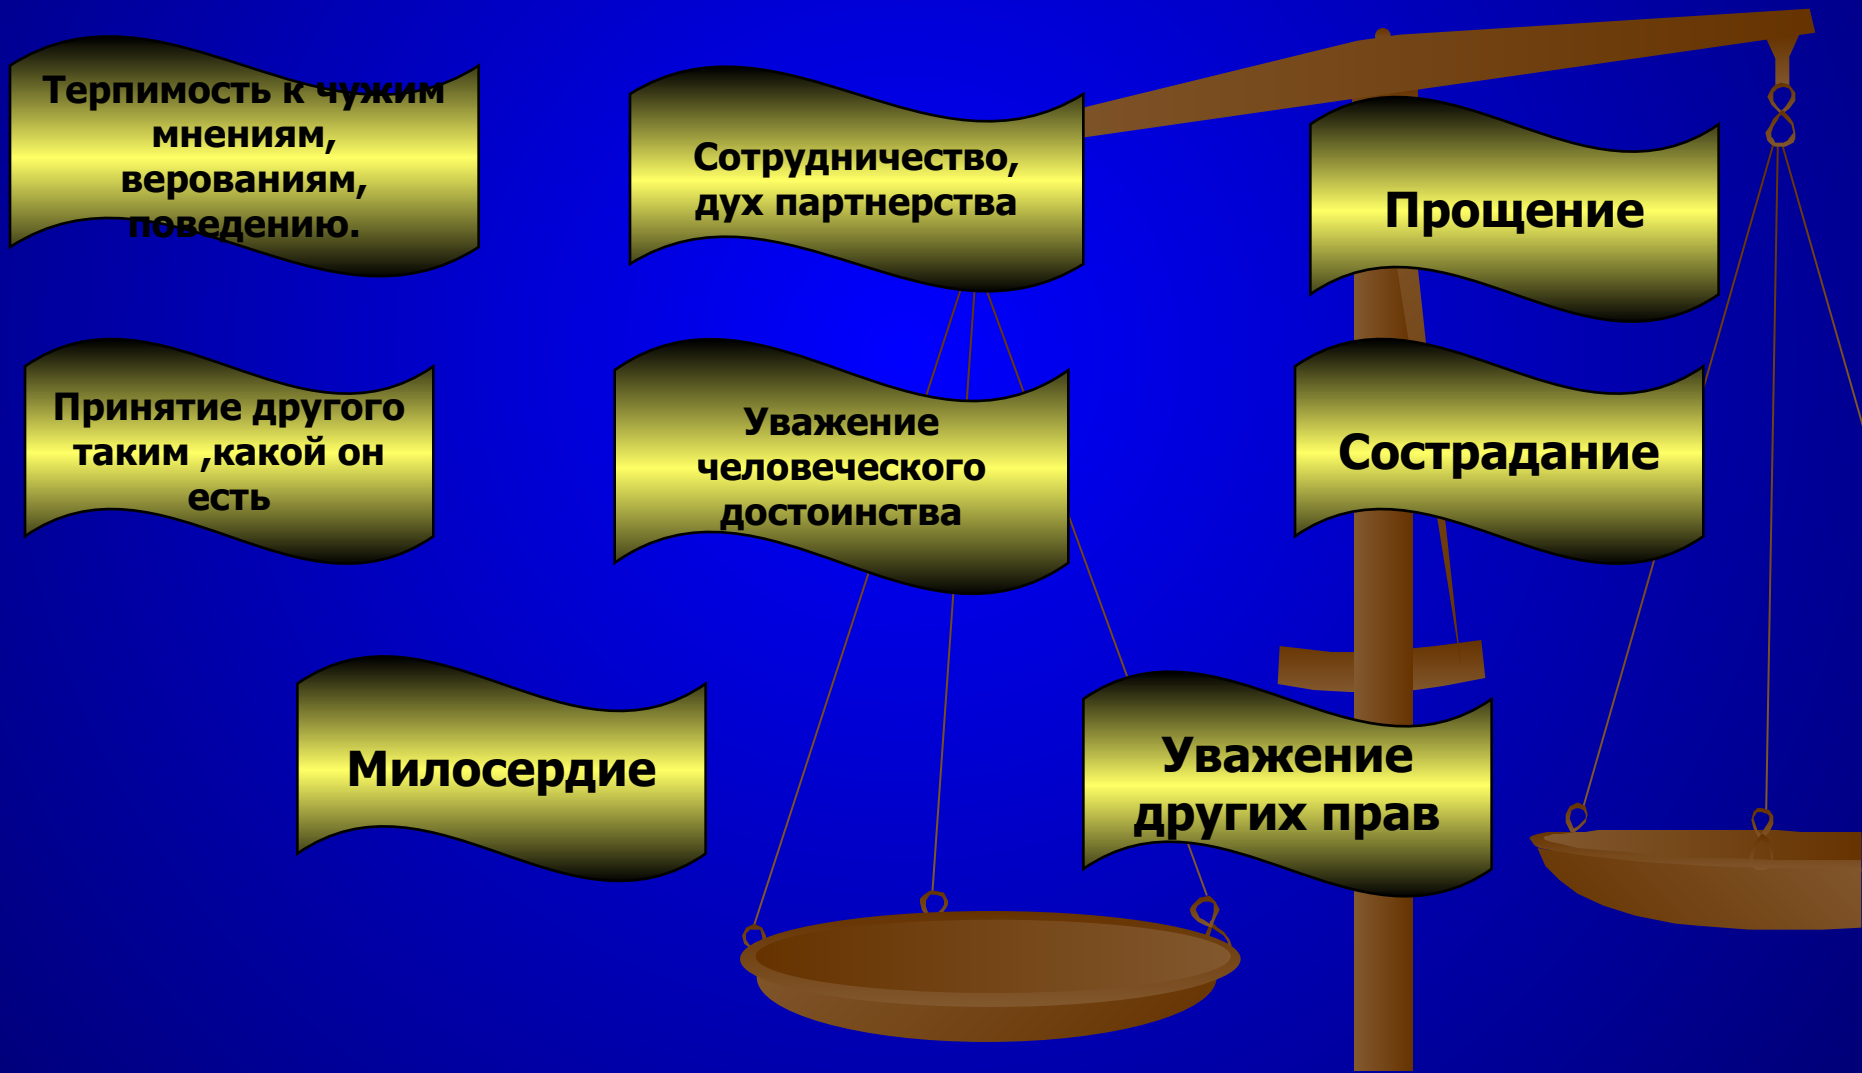 Терпимость к чужим
мнениям,
верованиям,
поведению.
Сотрудничество,
дух партнерства
Прощение
Принятие другого
таким ,какой он
есть
Уважение
человеческого
достоинства
Сострадание
Милосердие
Уважение
других прав